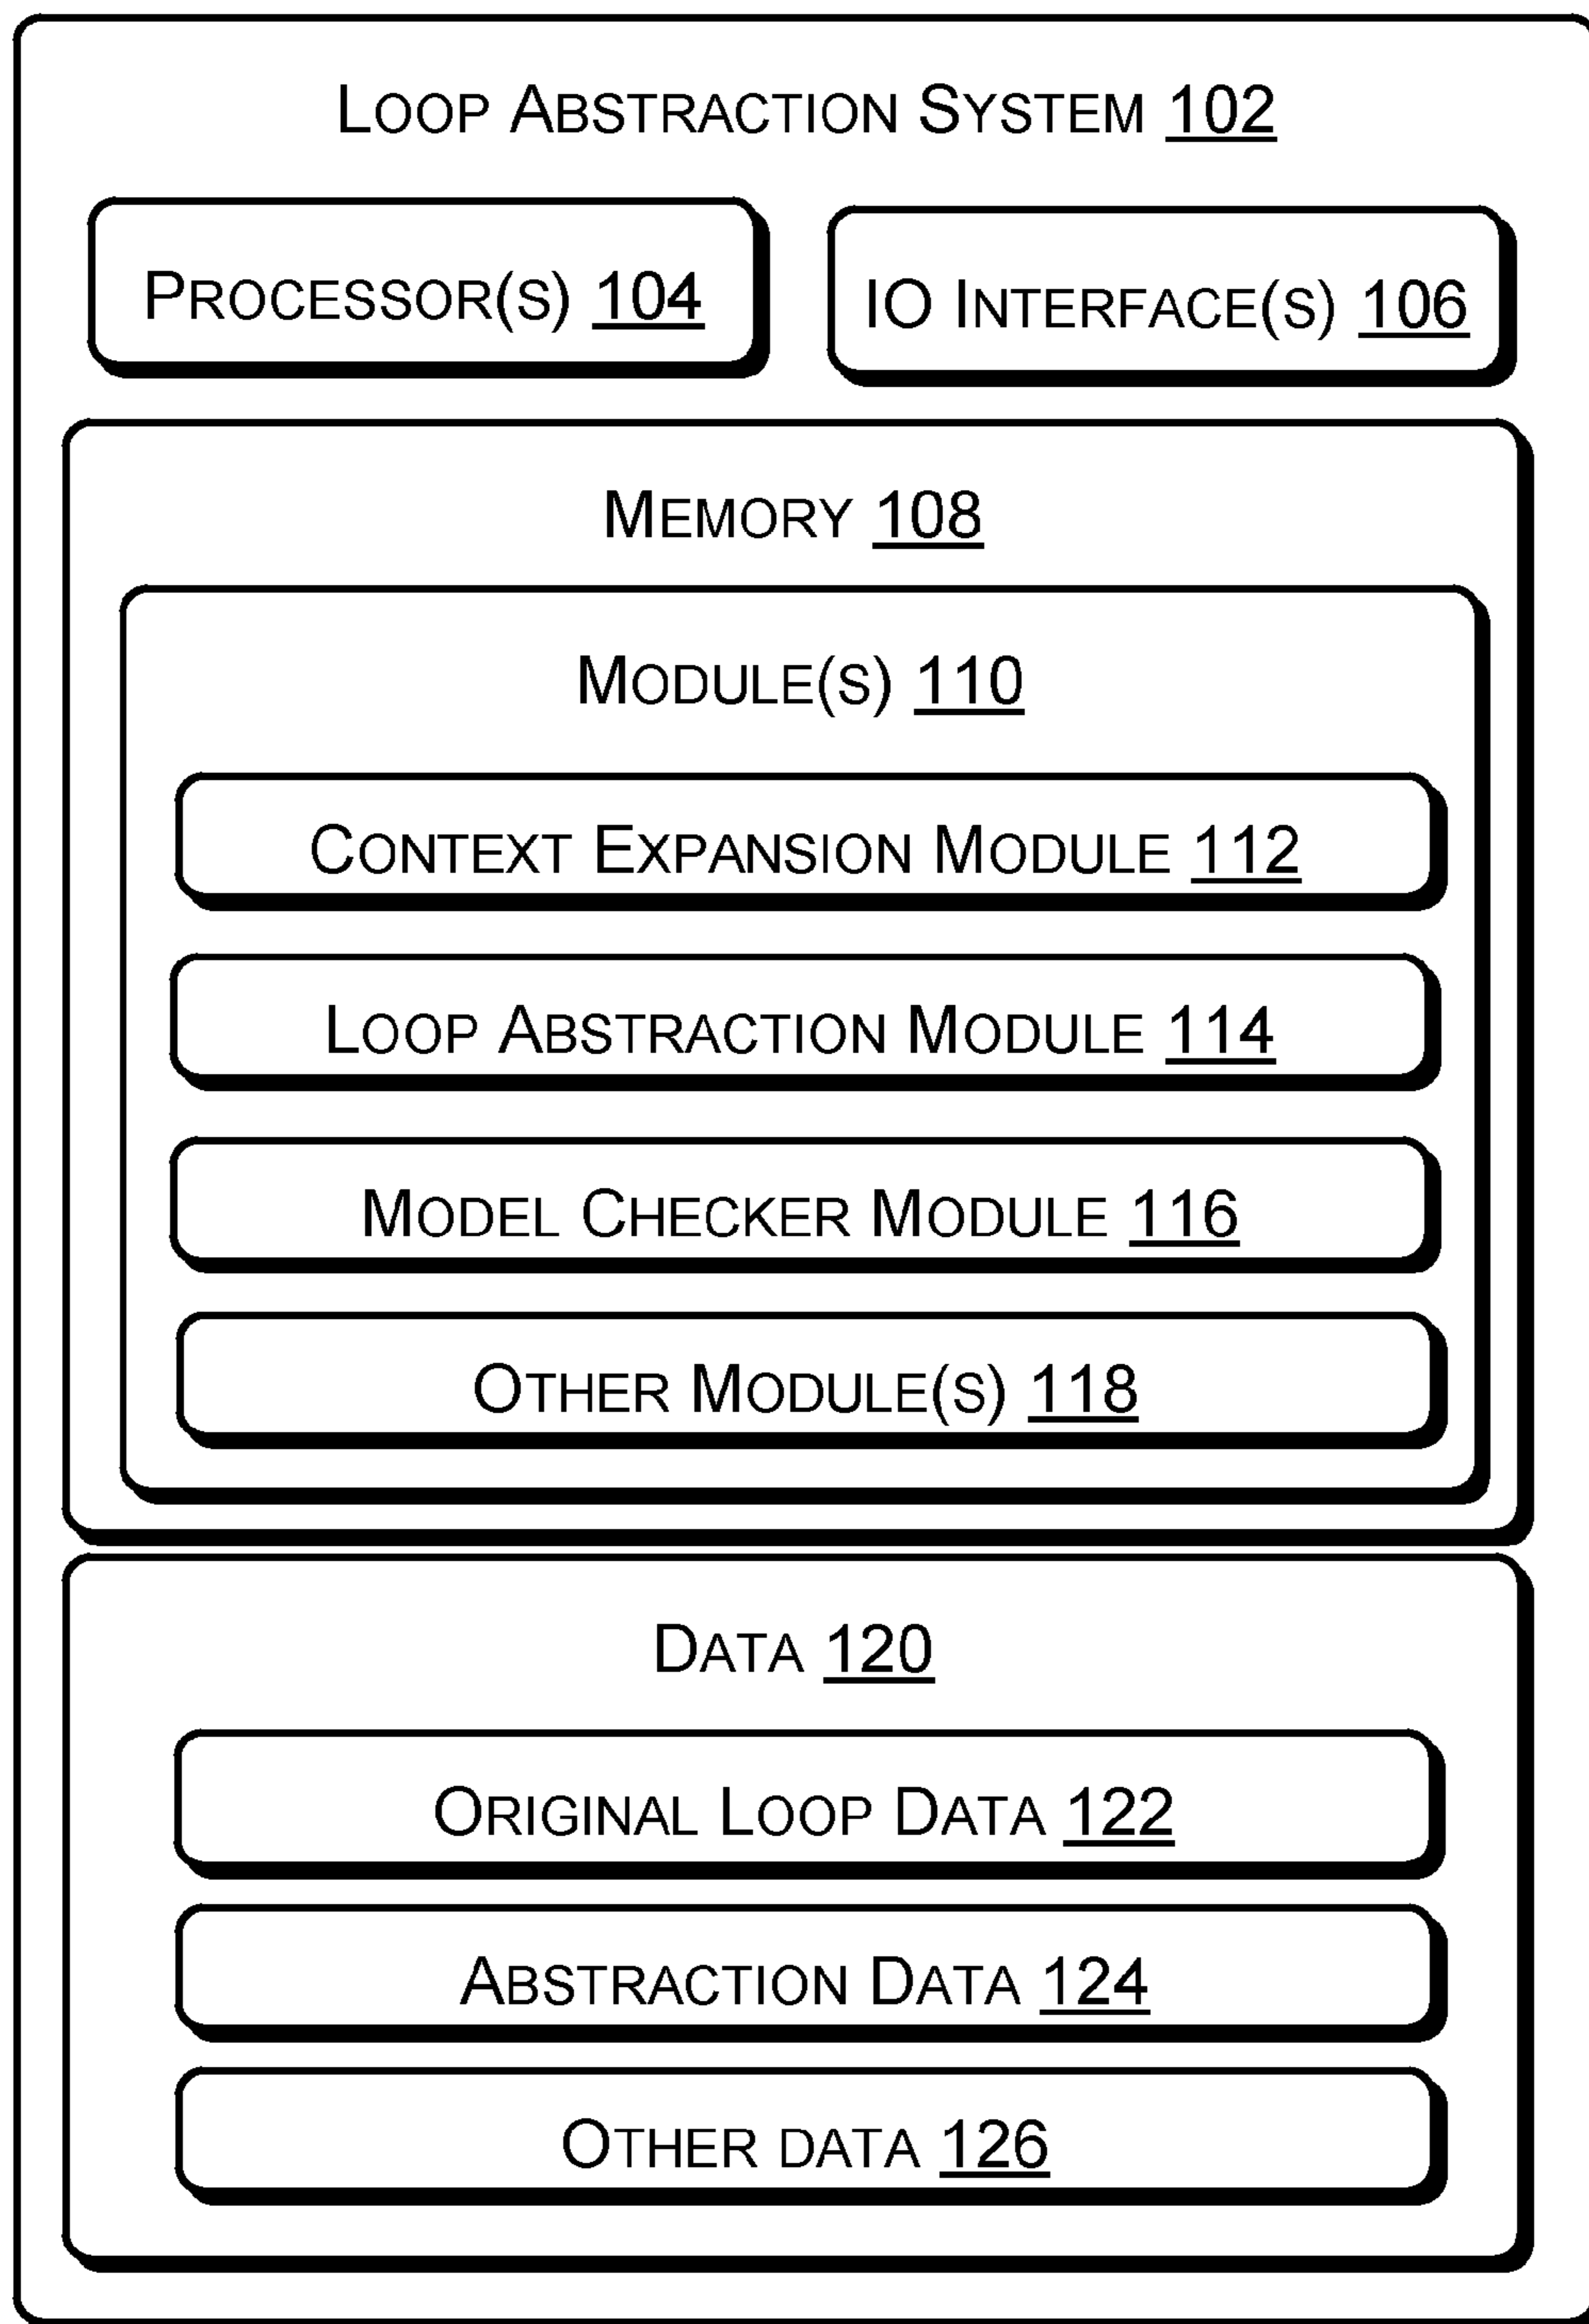 LOOP ABSTRACTION SYSTEM 102
PROCESSOR(S) 104
IO INTERFACE(S) 106
MEMORY 108
MODULE(S) 110
CONTEXT EXPANSION MODULE 112
LOOP ABSTRACTION MODULE 114
MODEL CHECKER MODULE 116
OTHER MODULE(S) 118
DATA 120
ORIGINAL LOOP DATA 122
ABSTRACTION DATA 124
OTHER DATA 126